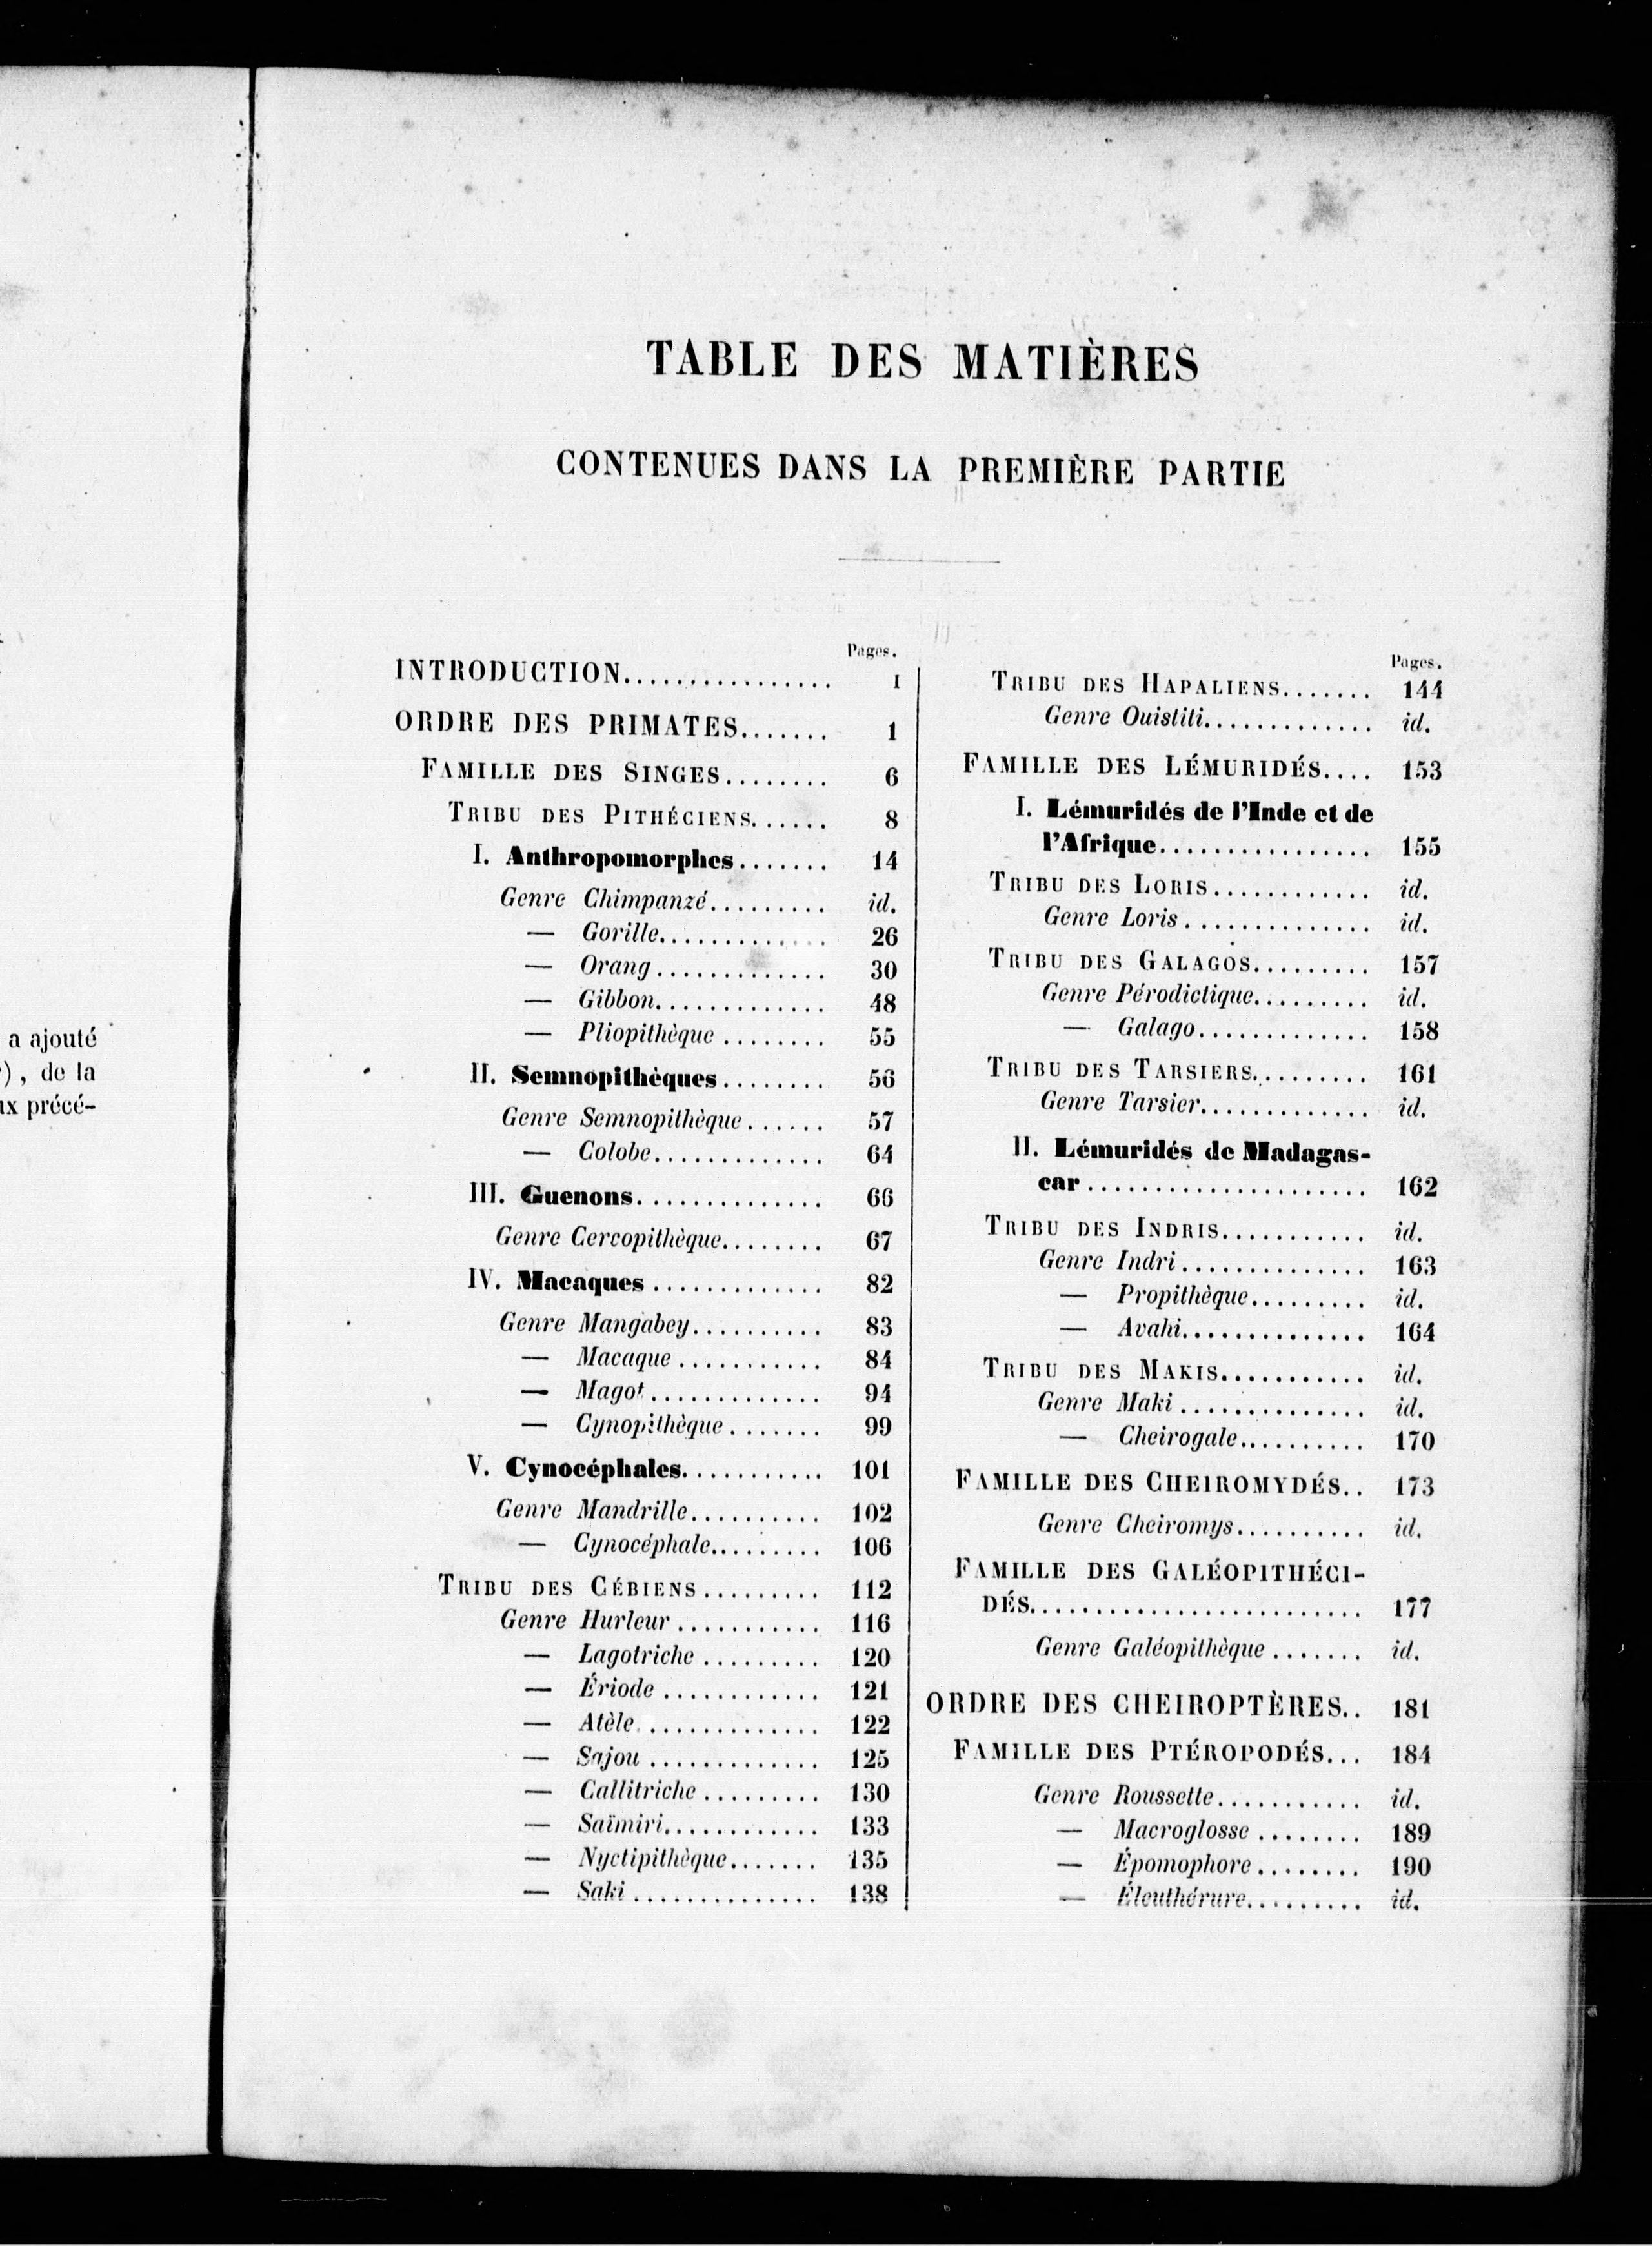 a ajouté
, de la
précé-
TABLE DES MATIÈRES
CONTENUES DANS LA PREMIÈRE PARTIE
Pages.
INTRODUCTION................ I
ORDRE DES PRIMATES....... 1
FAMILLE DES SINGES........ 6
TRIBU DES PITHÉCIENS...... 8
I. Anthropomorphes....... 14
Genre Chimpanzé......... id.
— Gorille............. 26
— Orang............. 30
— Gibbon............. 48
— Pliopithèque ........ 55
II. Semnopithèques........ 56
Genre Semnopithèque...... 57
— Colobe............. 64
III. Guenons.............. 66
Genre Cercopithèque........ 67
IV. Macaques ............. 82
Genre Mangabey.......... 83
— Macaque ........... 84
— Magot.............. 94
— Cynopithèque ....... 99
V. Cynocéphales........... 101
Genre Mandrille.......... 102
— Cynocéphale......... 106
TRIBU DES CÉBIENS......... 112
Genre Hurleur ........... 116
— Lagotriche ......... 120
— Ériode ............ 121
— Atèle.............. 122
— Sajou ............. 125
— Callitriche ......... 130
— Saïmiri............ 133
— Nyctipithèque....... 135
— Saki .............. 138
Pages.
TRIBU DES HAPALIENS....... 144
Genre Ouistiti............. id.
FAMILLE DES LÉMURIDÉS.... 153
I. Lémuridés de l'Inde et de
l'Afrique................ 155
TRIBU DES LORIS............ id.
Genre Loris .............. id.
TRIBU DES GALAGOS......... 157
Genre Pérodictique......... id.
— Galago............. 158
TRIBU DES TARSIERS......... 161
Genre Tarsier............. id.
II. Lémuridés de Madagas-
car ..................... 162
TRIBU DES INDRIS........... id.
Genre Indri .............. 163
— Propithèque......... id.
— Avahi.............. 164
TRIBU DES MAKIS........... id.
Genre Maki .............. id.
— Cheirogale.......... 170
FAMILLE DES CHEIROMYDÉS.. 173
Genre Cheiromys.......... id.
FAMILLE DES GALÉOPITHÉCI-
DÉS......................... 177
Genre Galéopithèque ....... id.
ORDRE DES CHEIROPTÈRES.. 181
FAMILLE DES PTÉROPODÉS... 184
Genre Roussette........... id.
— Macroglosse ........ 189
— Épomophore........ 190
— Éleuthérure......... id.